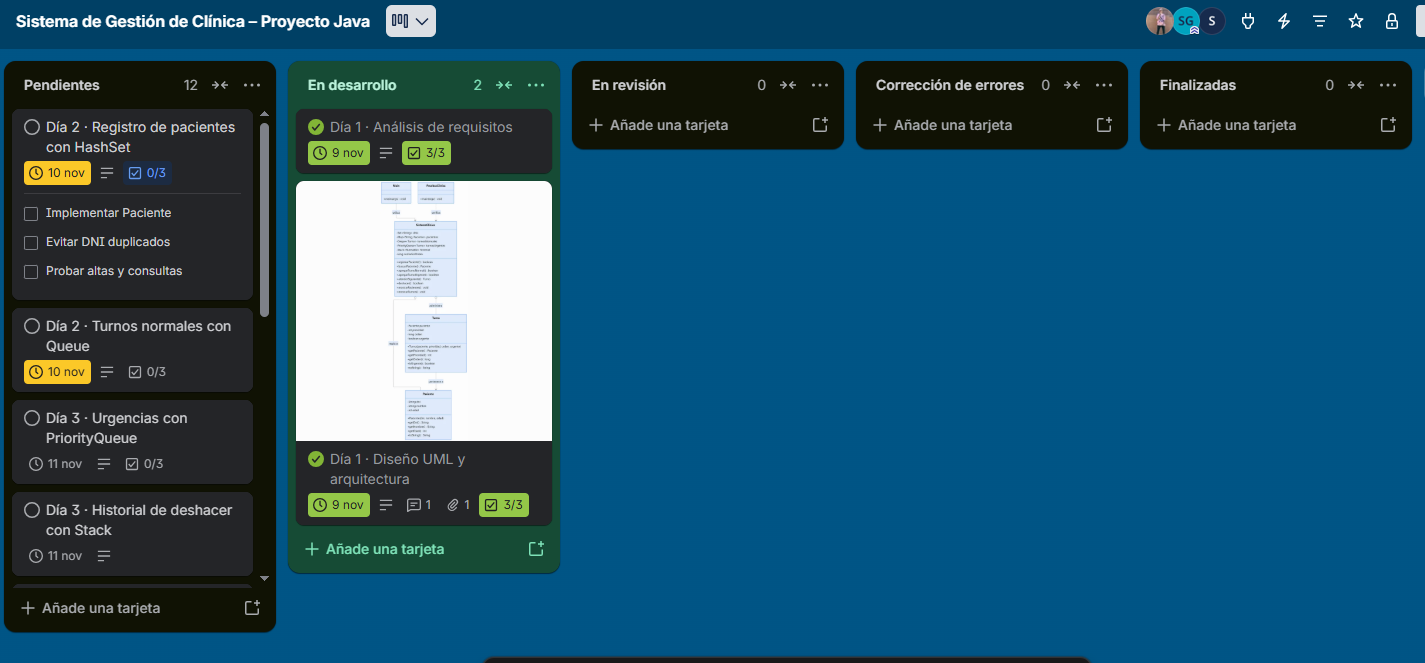 Sistema de Gestión de Clínica – Proyecto Java
SG
S
Pendientes
12
Día 2 · Registro de pacientes
con HashSet
10 nov
0/3
Implementar Paciente
Evitar DNI duplicados
Probar altas y consultas
Día 2 · Turnos normales con
Queue
10 nov
0/3
Día 3 · Urgencias con
PriorityQueue
11 nov
0/3
Día 3 · Historial de deshacer
con Stack
11 nov
Añade una tarjeta
En desarrollo
2
Día 1 · Análisis de requisitos
9 nov
3/3
Día 1 · Diseño UML y
arquitectura
9 nov
1
1
3/3
Añade una tarjeta
En revisión
0
Añade una tarjeta
Corrección de errores
0
Añade una tarjeta
Finalizadas
0
Añade una tarjeta